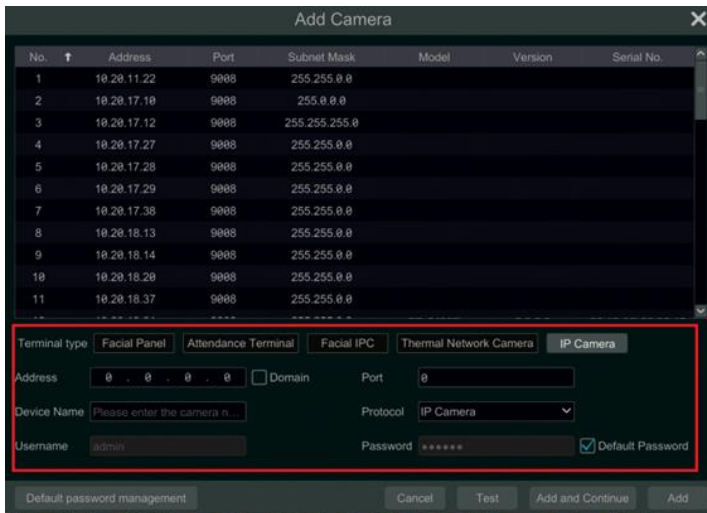 Add Camera
No. ↑ Address Port Subnet Mask Model Version Serial No.
1 10.20.11.22 9008 255.255.0.0
2 10.20.17.10 9008 255.0.0.0
3 10.20.17.12 9008 255.255.255.0
4 10.20.17.27 9008 255.255.0.0
5 10.20.17.28 9008 255.255.0.0
6 10.20.17.29 9008 255.255.0.0
7 10.20.17.38 9008 255.255.0.0
8 10.20.18.13 9008 255.255.0.0
9 10.20.18.14 9008 255.255.0.0
10 10.20.18.20 9008 255.255.0.0
11 10.20.18.37 9008 255.255.0.0
Terminal type Facial Panel Attendance Terminal Facial IPC Thermal Network Camera IP Camera
Address 0 . 0 . 0 . 0 Domain Port 0
Device Name Please enter the camera n... Protocol IP Camera
Username admin Password ●●●●●● Default Password
Default password management Cancel Test Add and Continue Add